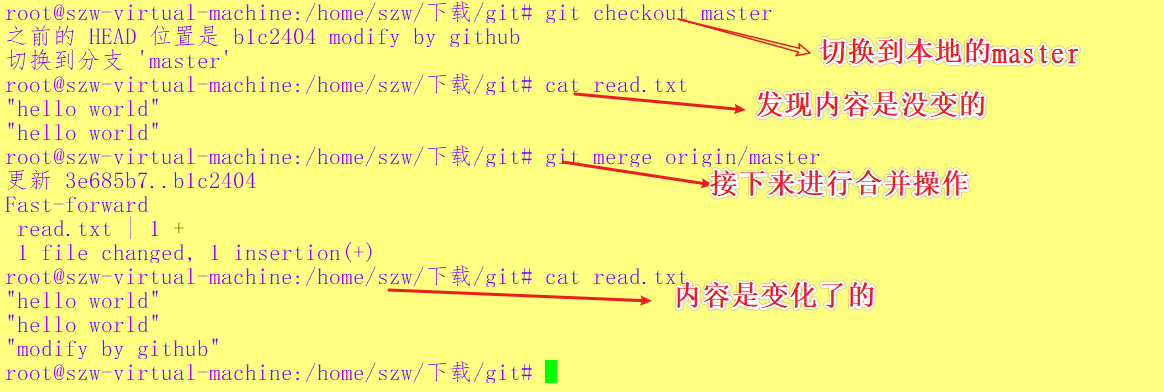 root@szw-virtual-machine:/home/szw/下载/git# git checkout master
之前的 HEAD 位置是 b1c2404 modify by github
切换到分支 'master'
切换到本地的master
root@szw-virtual-machine:/home/szw/下载/git# cat read.txt
"hello world"
发现内容是没变的
"hello world"
root@szw-virtual-machine:/home/szw/下载/git# git merge origin/master
更新 3e685b7..b1c2404
接下来进行合并操作
Fast-forward
 read.txt | 1 +
 1 file changed, 1 insertion(+)
root@szw-virtual-machine:/home/szw/下载/git# cat read.txt
"hello world"
内容是变化了的
"hello world"
"modify by github"
root@szw-virtual-machine:/home/szw/下载/git#